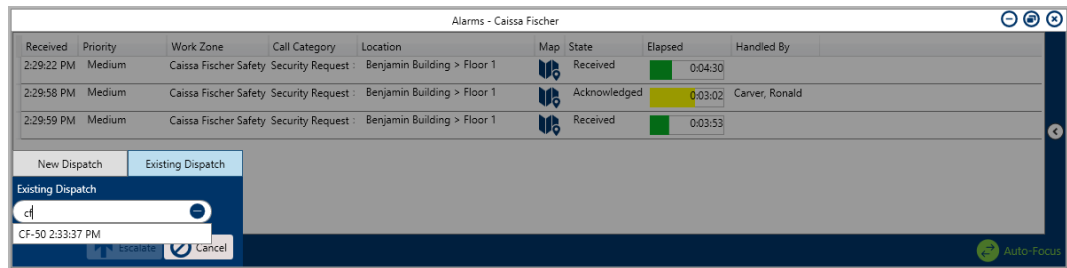 Alarms - Caissa Fischer
Received Priority Work Zone Call Category Location Map State Elapsed Handled By
2:29:22 PM Medium Caissa Fischer Safety Security Request : Benjamin Building > Floor 1 Received 0:04:30
2:29:58 PM Medium Caissa Fischer Safety Security Request : Benjamin Building > Floor 1 Acknowledged 0:03:02 Carver, Ronald
2:29:59 PM Medium Caissa Fischer Safety Security Request : Benjamin Building > Floor 1 Received 0:03:53
New Dispatch Existing Dispatch
Existing Dispatch
cf
CF-50 2:33:37 PM
Escalate Cancel
Auto-Focus